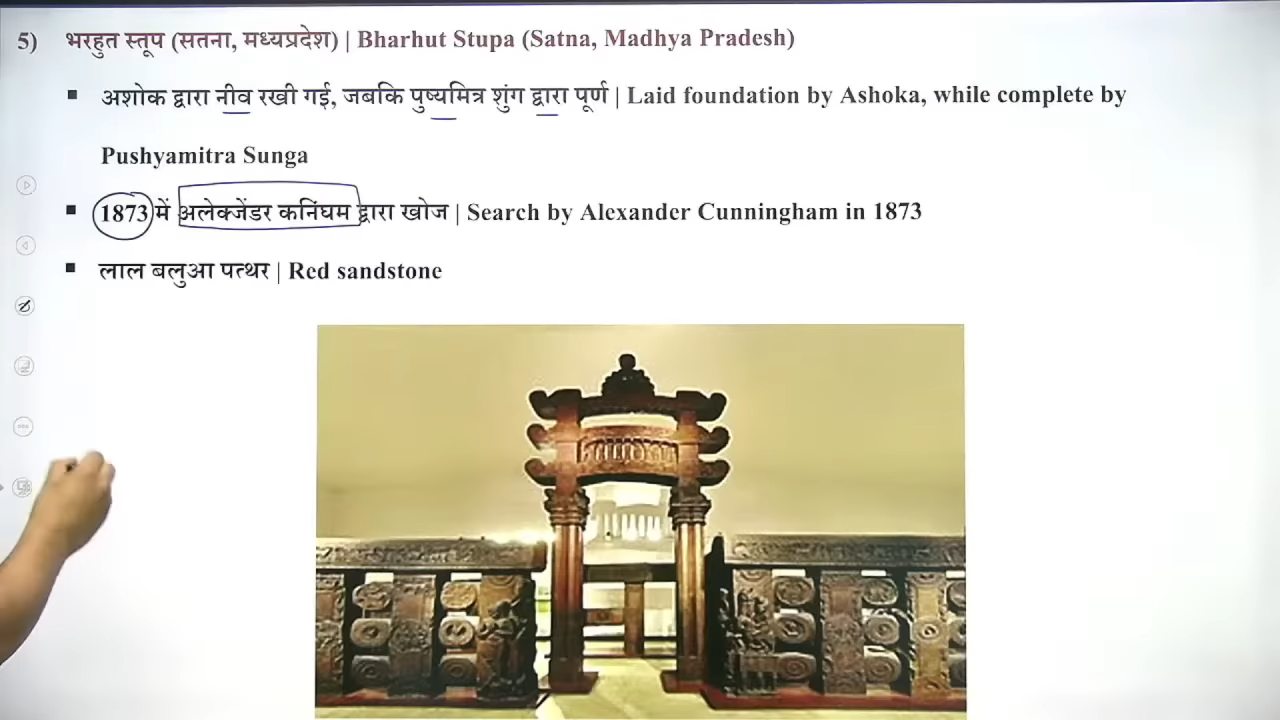 5) भरहुत स्तूप (सतना, मध्यप्रदेश) | Bharhut Stupa (Satna, Madhya Pradesh)
▪ अशोक द्वारा नीव रखी गई, जबकि पुष्यमित्र शुंग द्वारा पूर्ण | Laid foundation by Ashoka, while complete by
Pushyamitra Sunga
▪ 1873 में अलेक्जेंडर कनिंघम द्वारा खोज | Search by Alexander Cunningham in 1873
▪ लाल बलुआ पत्थर | Red sandstone